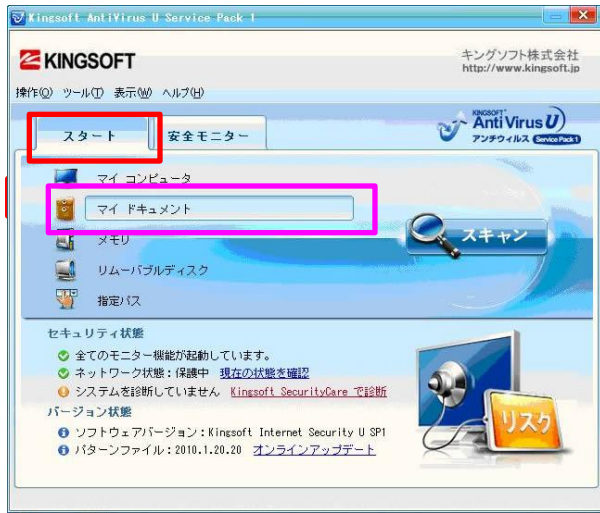 Kingsoft AntiVirus U Service Pack 1
KINGSOFT
キングソフト株式会社
http://www.kingsoft.jp
操作(O) ツール(T) 表示(W) ヘルプ(H)
スタート
安全モニター
KINGSOFT
AntiVirus U
アンチウィルス Service Pack1
マイ コンピュータ
マイ ドキュメント
メモリ
リムーバブルディスク
指定パス
スキャン
セキュリティ状態
全てのモニター機能が起動しています。
ネットワーク状態:保護中 現在の状態を確認
システムを診断していません Kingsoft SecurityCare で診断
バージョン状態
ソフトウェアバージョン:Kingsoft Internet Security U SP1
パターンファイル:2010.1.20.20 オンラインアップデート
リスク